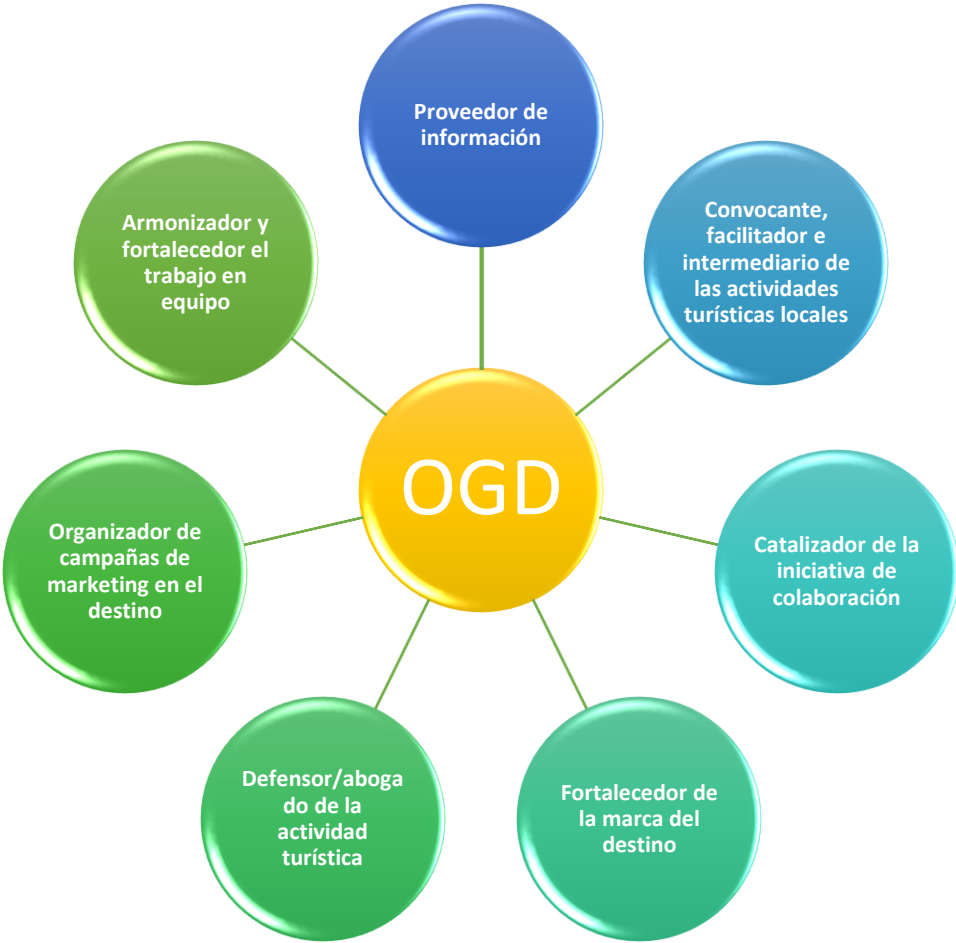 Proveedor de
información
Convocante,
facilitador e
intermediario de
las actividades
turísticas locales
Catalizador de la
iniciativa de
colaboración
Fortalecedor de
la marca del
destino
Defensor/aboga
do de la
actividad
turística
Organizador de
campañas de
marketing en el
destino
Armonizador y
fortalecedor el
trabajo en
equipo
OGD